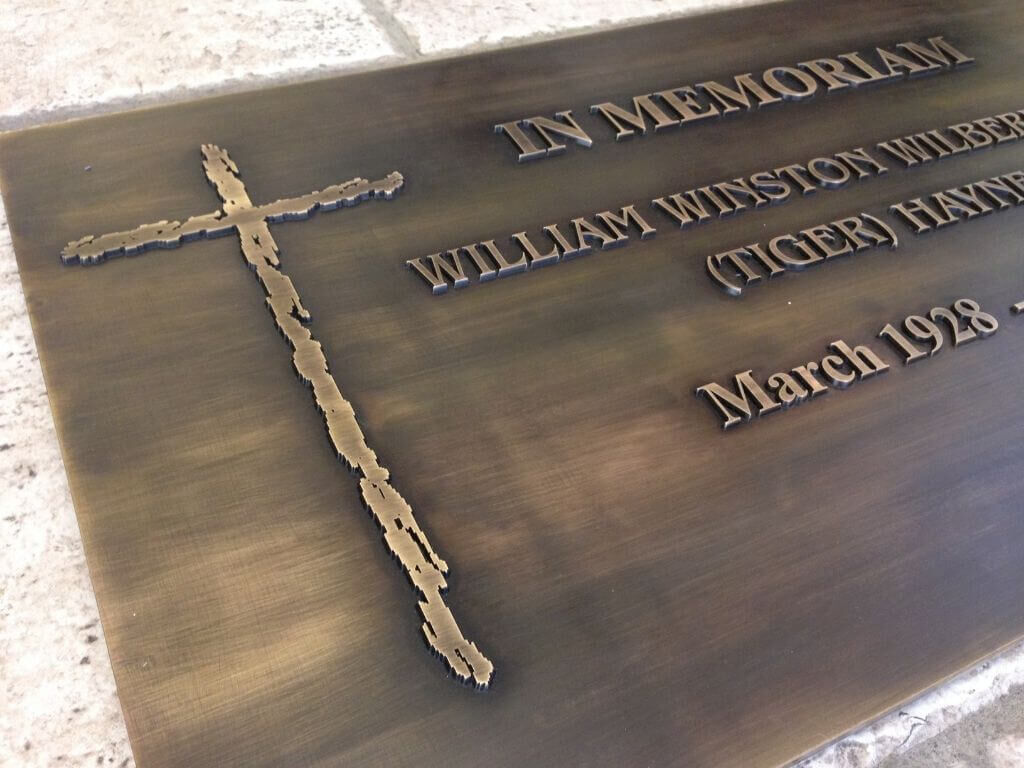 IN MEMORIAM
WILLIAM WINSTON WILBER
(TIGER) HAYNE
March 1928 -